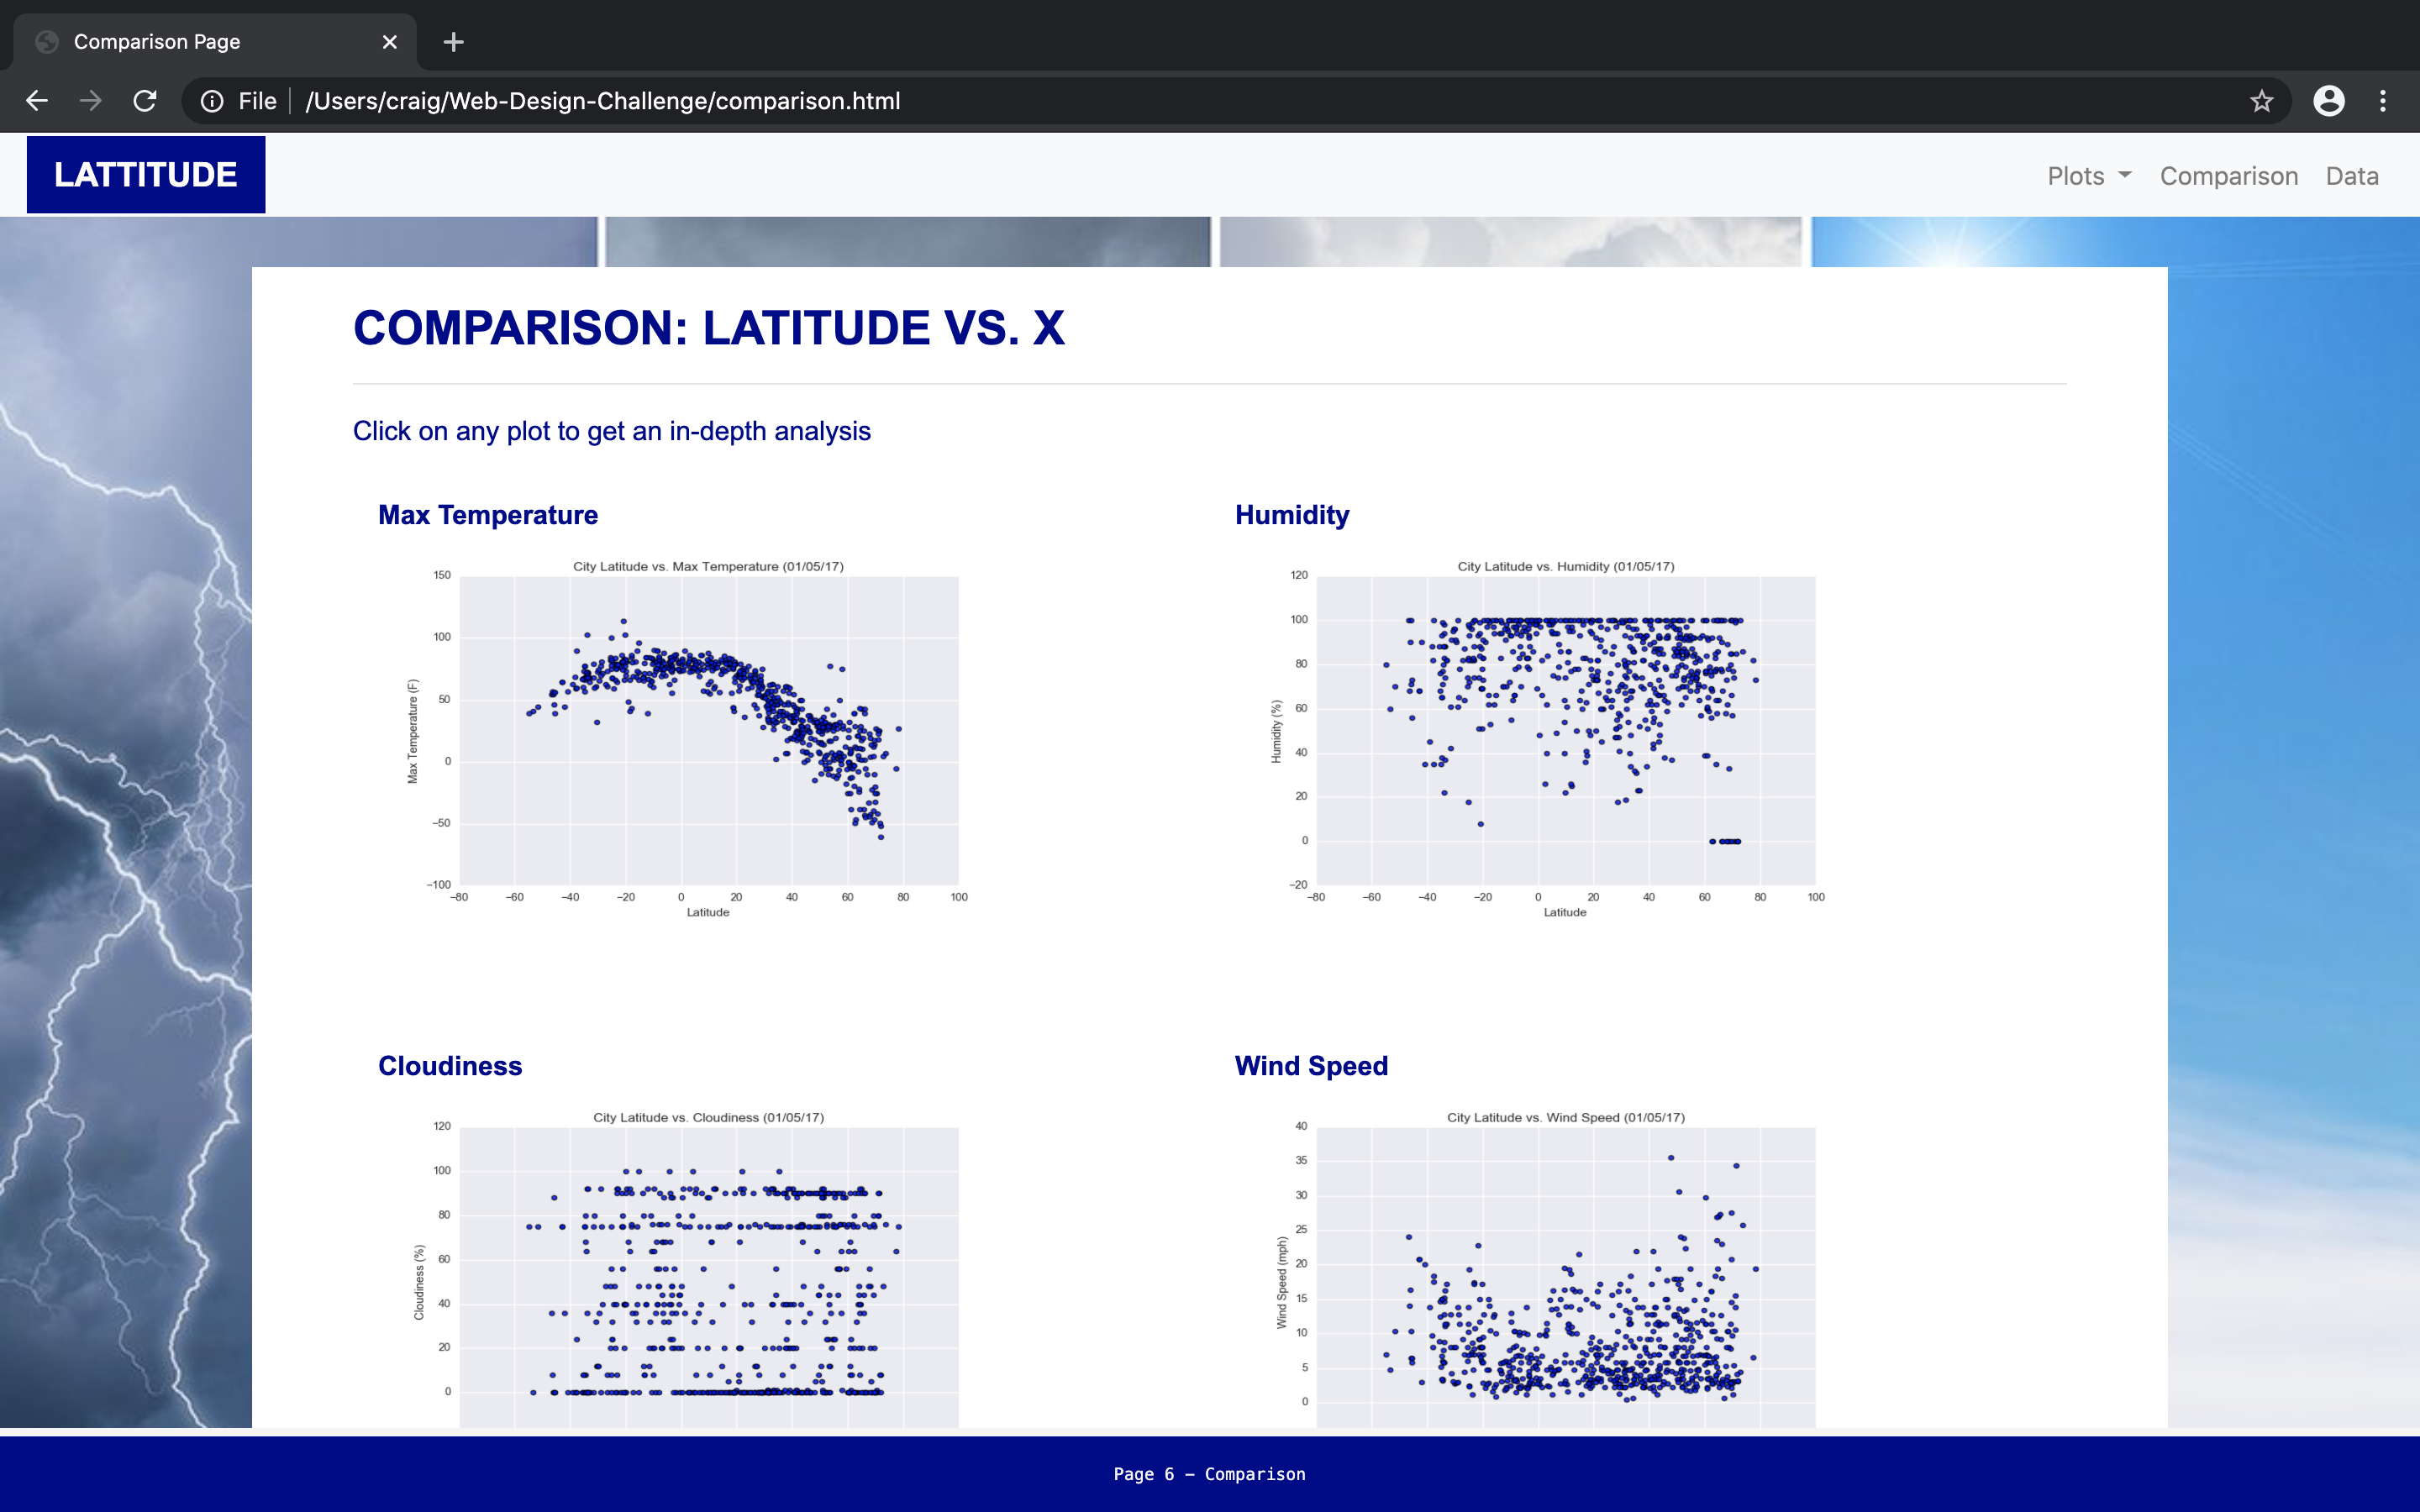 Comparison Page
File /Users/craig/Web-Design-Challenge/comparison.html
LATTITUDE
Plots Comparison Data
COMPARISON: LATITUDE VS. X
Click on any plot to get an in-depth analysis
Max Temperature
City Latitude vs. Max Temperature (01/05/17)
150
100
50
0
−50
−100
Max Temperature (F)
−80 −60 −40 −20 0 20 40 60 80 100
Latitude
Humidity
City Latitude vs. Humidity (01/05/17)
120
100
80
60
40
20
0
−20
Humidity (%)
−80 −60 −40 −20 0 20 40 60 80 100
Latitude
Cloudiness
City Latitude vs. Cloudiness (01/05/17)
120
100
80
60
40
20
0
Cloudiness (%)
Wind Speed
City Latitude vs. Wind Speed (01/05/17)
40
35
30
25
20
15
10
5
0
Wind Speed (mph)
Page 6 - Comparison